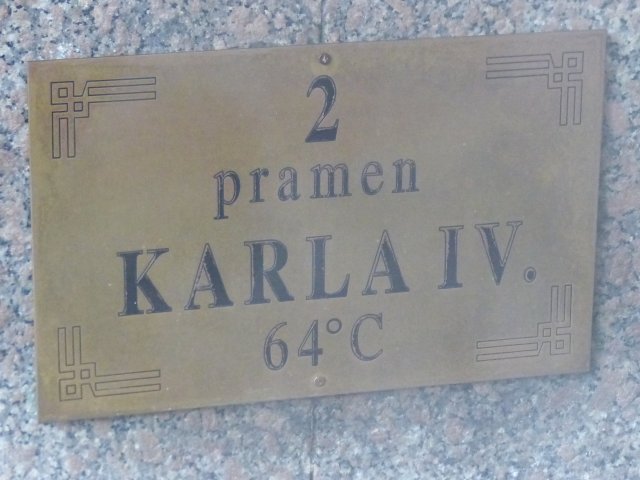 2
pramen
KARLA IV.
64°C